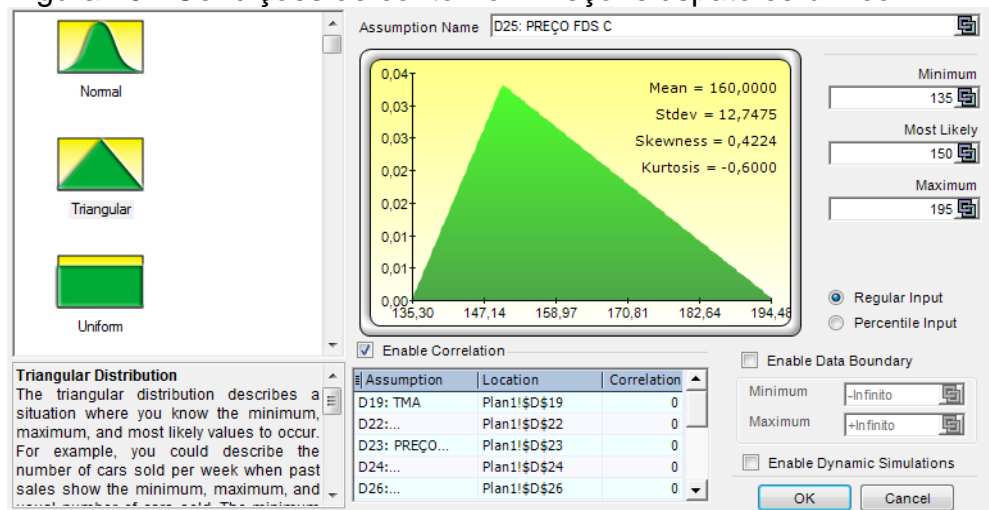 Assumption Name D25: PREÇO FDS C
Normal
Triangular
Uniform
Triangular Distribution
The triangular distribution describes a
situation where you know the minimum,
maximum, and most likely values to occur.
For example, you could describe the
number of cars sold per week when past
sales show the minimum, maximum, and
0,04
0,03
0,03
0,02
0,02
0,01
0,01
0,00
135,30 147,14 158,97 170,81 182,64 194,48
Mean = 160,0000
Stdev = 12,7475
Skewness = 0,4224
Kurtosis = -0,6000
Minimum
135
Most Likely
150
Maximum
195
Regular Input
Percentile Input
Enable Correlation
Assumption Location Correlation
D19: TMA Plan1!$D$19 0
D22:... Plan1!$D$22 0
D23: PREÇO... Plan1!$D$23 0
D24:... Plan1!$D$24 0
D26:... Plan1!$D$26 0
Enable Data Boundary
Minimum -Infinito
Maximum +Infinito
Enable Dynamic Simulations
OK Cancel